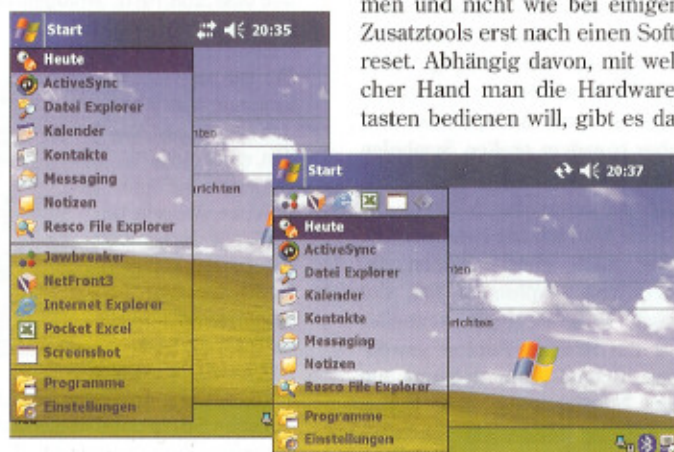 men und nicht wie bei einigen
Zusatztools erst nach einen Soft
reset. Abhängig davon, mit wel
cher Hand man die Hardware
tasten bedienen will, gibt es da
Start 20:35
Heute
ActiveSync
Datei Explorer
Kalender
Kontakte
Messaging
Notizen
Resco File Explorer
Jawbreaker
NetFront3
Internet Explorer
Pocket Excel
Screenshot
Programme
Einstellungen
Start 20:37
Heute
ActiveSync
Datei Explorer
Kalender
Kontakte
Messaging
Notizen
Resco File Explorer
Programme
Einstellungen